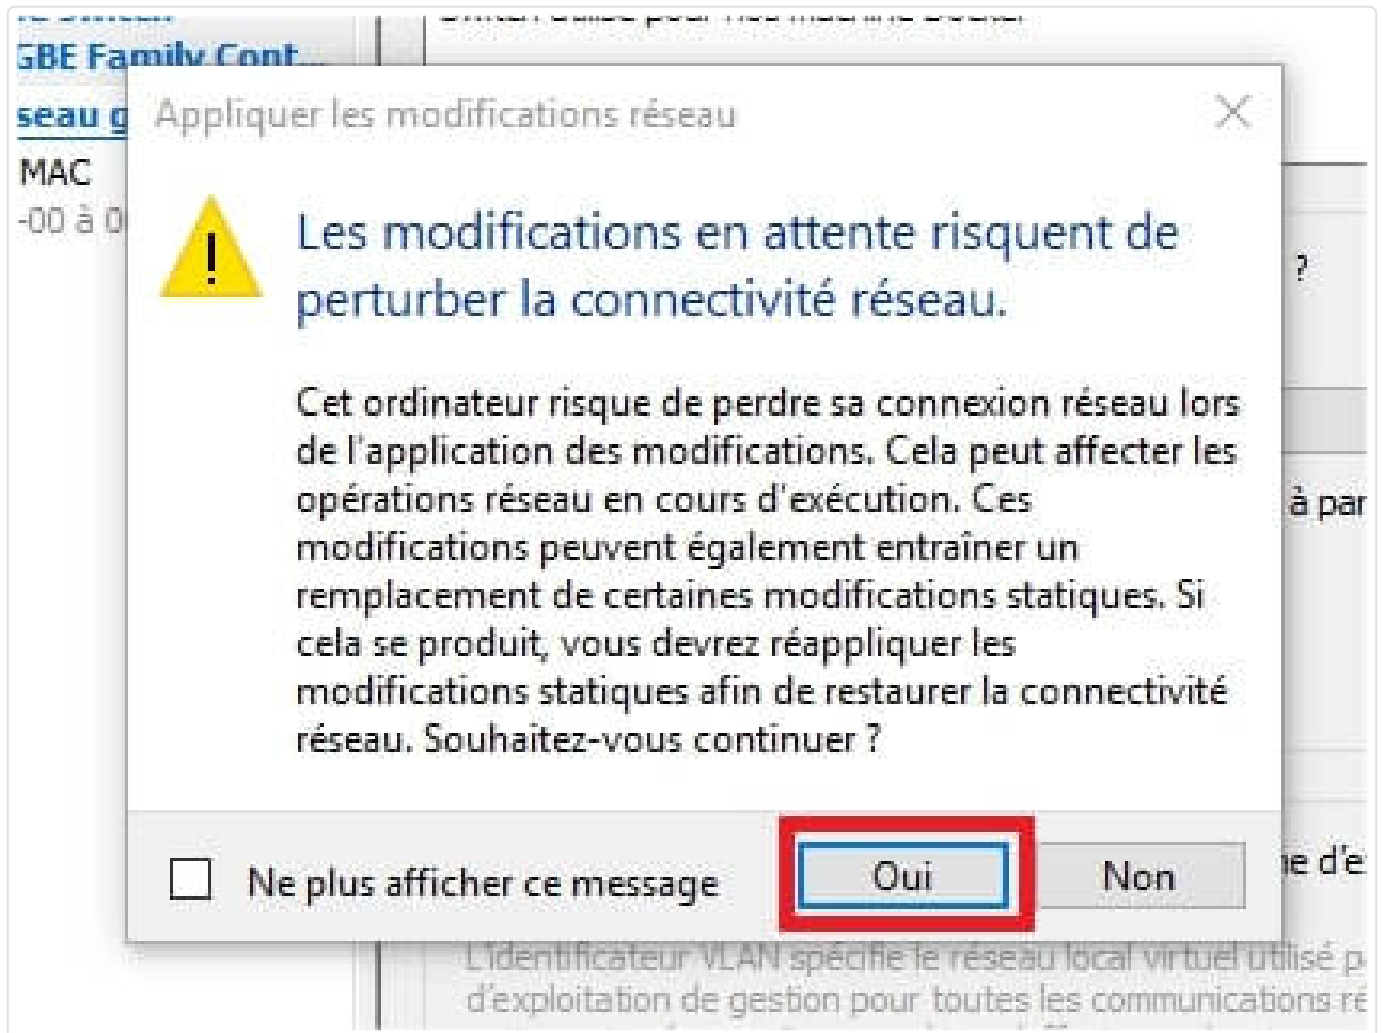 GBE Family Cont...
seau g
Appliquer les modifications réseau
MAC
-00 à 0
Les modifications en attente risquent de
perturber la connectivité réseau.
?
Cet ordinateur risque de perdre sa connexion réseau lors
de l'application des modifications. Cela peut affecter les
opérations réseau en cours d'exécution. Ces
modifications peuvent également entraîner un
remplacement de certaines modifications statiques. Si
cela se produit, vous devrez réappliquer les
modifications statiques afin de restaurer la connectivité
réseau. Souhaitez-vous continuer ?
à par
Ne plus afficher ce message
Oui
Non
e d'e
L'identificateur VLAN spécifie le réseau local virtuel utilisé p
d'exploitation de gestion pour toutes les communications ré